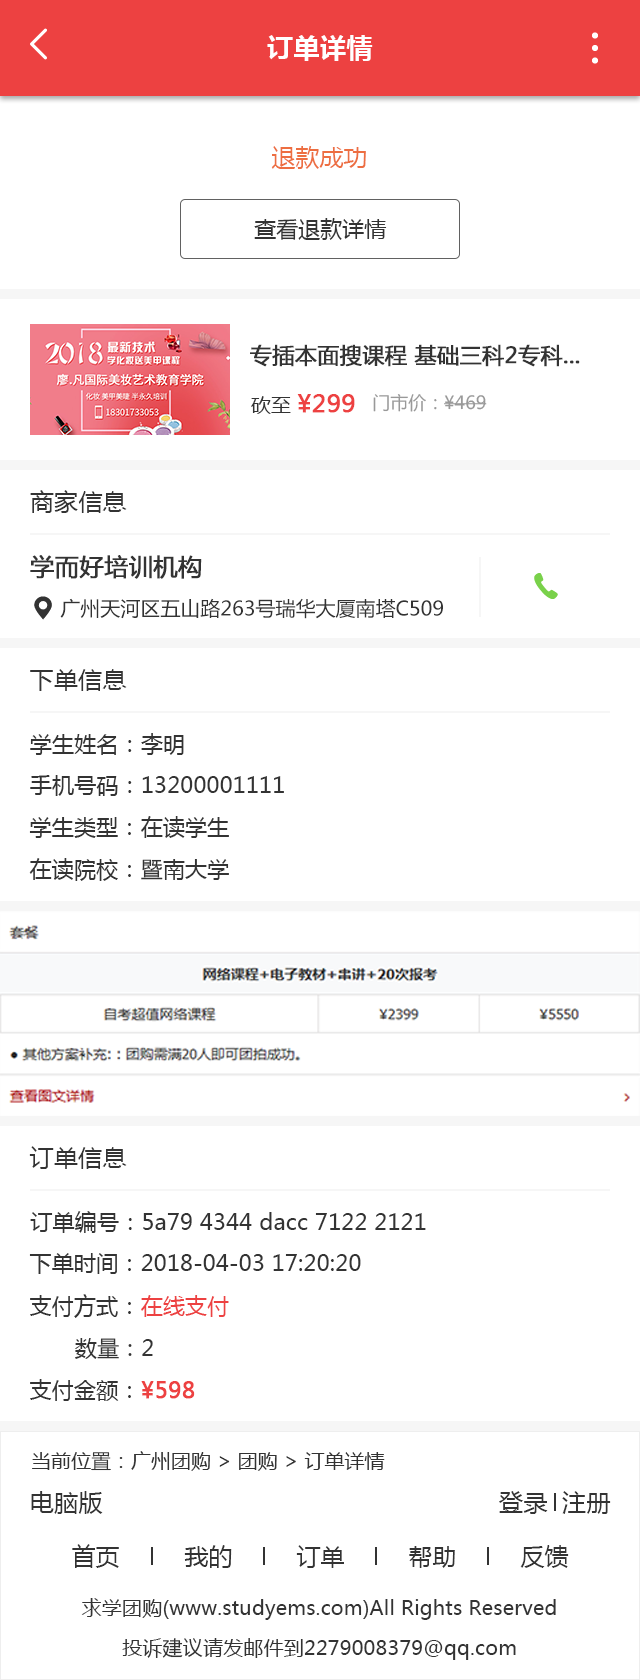 订单详情
退款成功
查看退款详情
2018 最新技术
学化妆送美甲课程
廖.凡国际美妆艺术教育学院
化妆 美甲美睫 半永久培训
18301733053
专插本面搜课程 基础三科2专科...
砍至 ¥299 门市价：¥469
商家信息
学而好培训机构
广州天河区五山路263号瑞华大厦南塔C509
下单信息
学生姓名：李明
手机号码：13200001111
学生类型：在读学生
在读院校：暨南大学
套餐
网络课程+电子教材+串讲+20次报考
自考超值网络课程 ¥2399 ¥5550
● 其他方案补充:：团购需满20人即可团拍成功。
查看图文详情 >
订单信息
订单编号：5a79 4344 dacc 7122 2121
下单时间：2018-04-03 17:20:20
支付方式：在线支付
数量：2
支付金额：¥598
当前位置：广州团购 > 团购 > 订单详情
电脑版 登录 | 注册
首页 | 我的 | 订单 | 帮助 | 反馈
求学团购(www.studyems.com)All Rights Reserved
投诉建议请发邮件到2279008379@qq.com